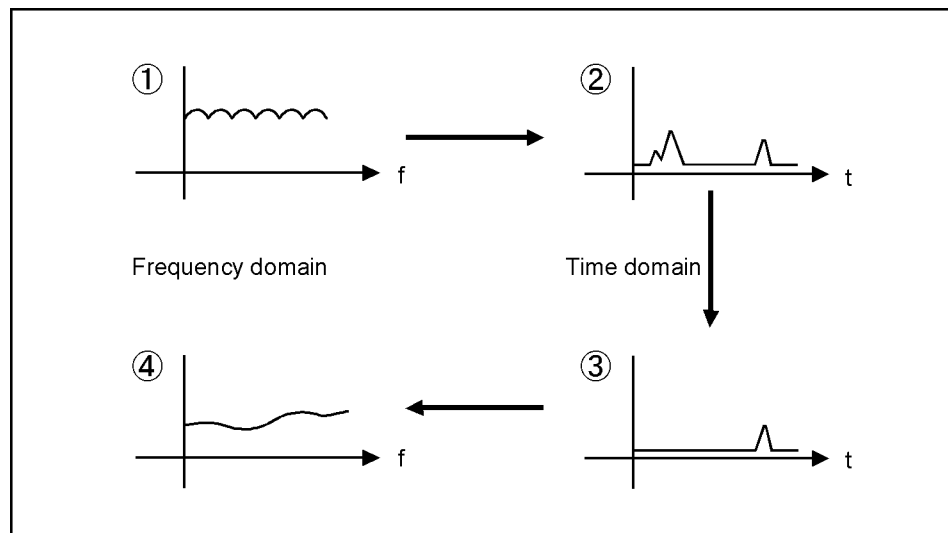 ①
②
f
t
Frequency domain
Time domain
④
③
f
t